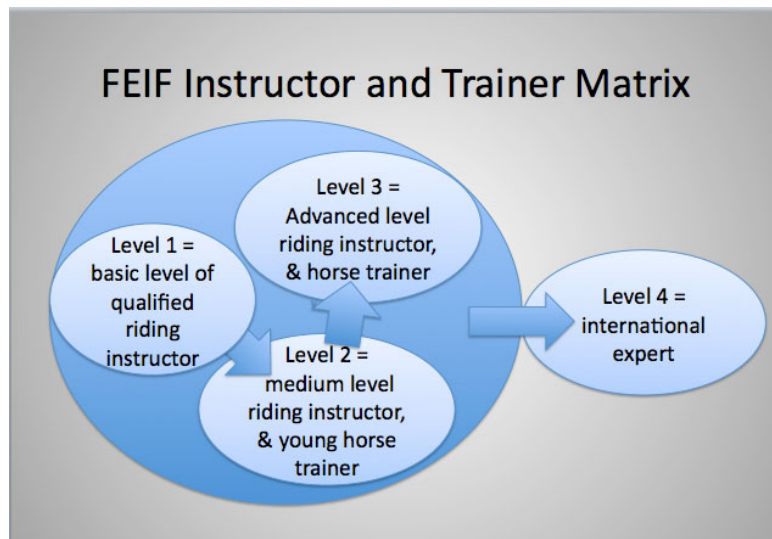 FEIF Instructor and Trainer Matrix
Level 1 =
basic level of
qualified
riding
instructor
Level 2 =
medium level
riding instructor,
& young horse
trainer
Level 3 =
Advanced level
riding instructor,
& horse trainer
Level 4 =
international
expert